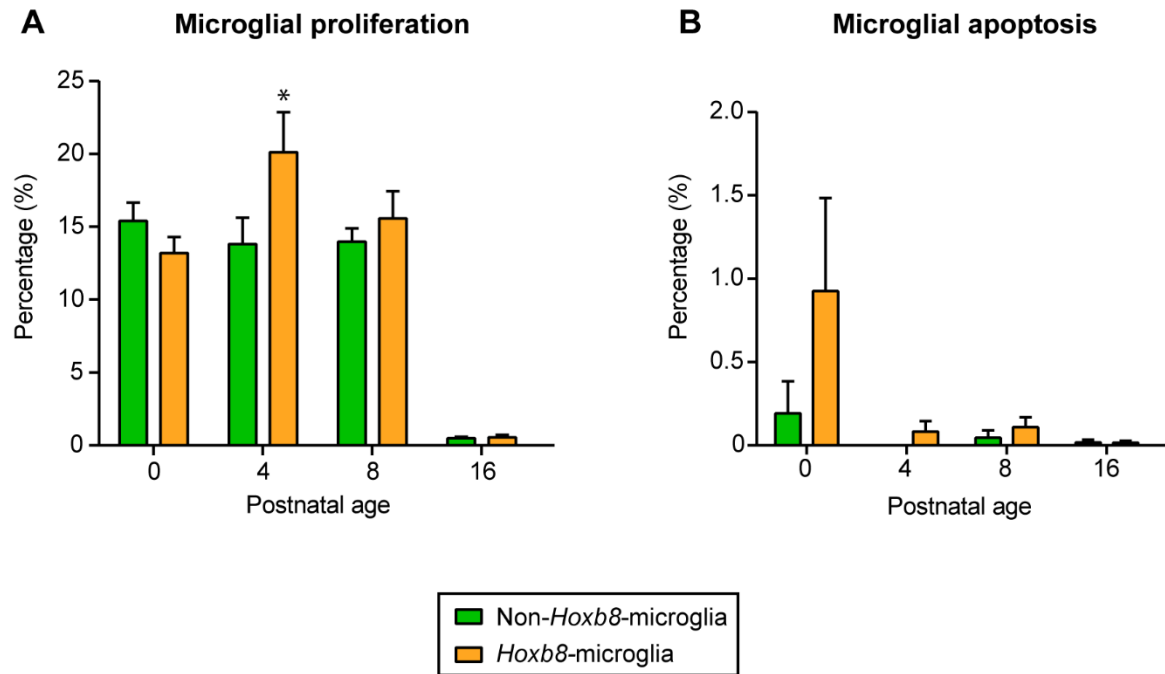 A
Microglial proliferation
25
20
15
10
5
0
Percentage (%)
*
0
4
8
16
Postnatal age
B
Microglial apoptosis
2.0
1.5
1.0
0.5
0
Percentage (%)
0
4
8
16
Postnatal age
Non-Hoxb8-microglia
Hoxb8-microglia